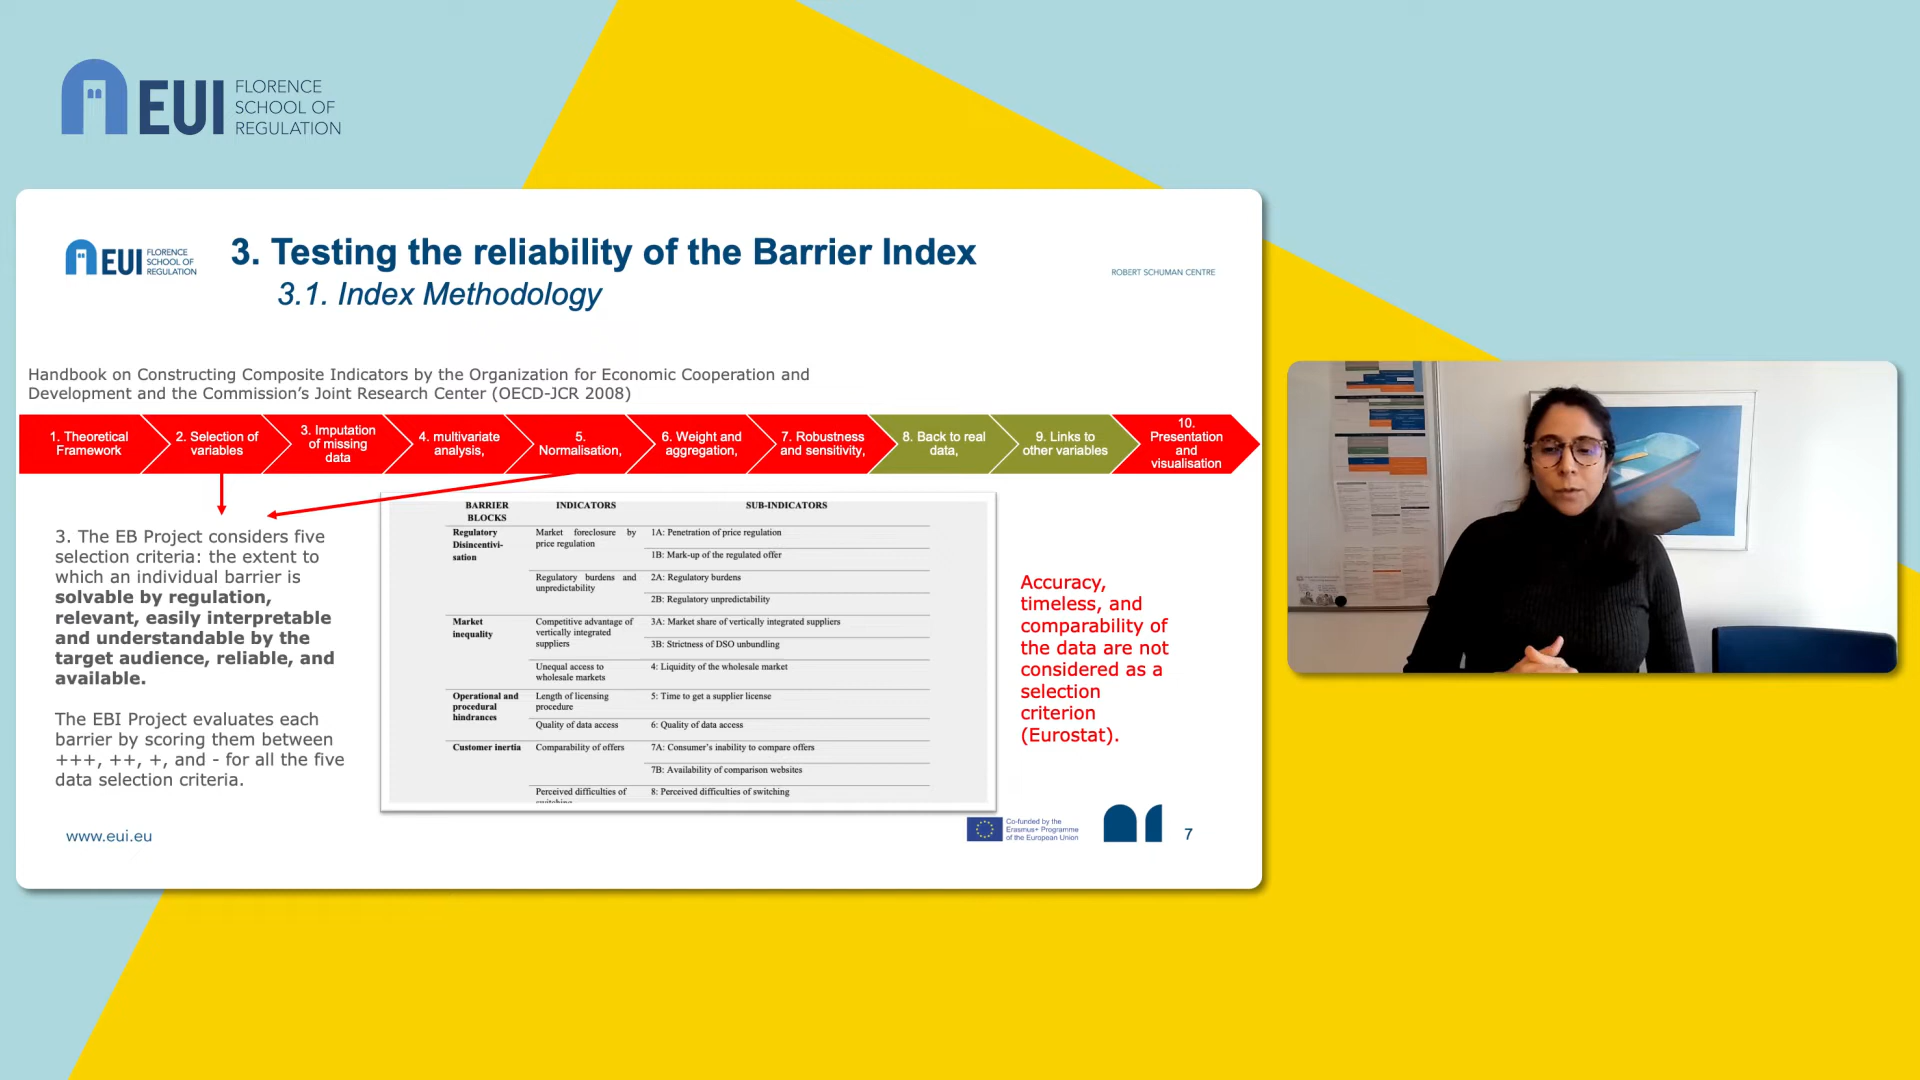 EUI
FLORENCE
SCHOOL OF
REGULATION
EUI
FLORENCE
SCHOOL OF
REGULATION
3. Testing the reliability of the Barrier Index
3.1. Index Methodology
ROBERT SCHUMAN CENTRE
Handbook on Constructing Composite Indicators by the Organization for Economic Cooperation and
Development and the Commission's Joint Research Center (OECD-JCR 2008)
1. Theoretical
Framework
2. Selection of
variables
3. Imputation
of missing
data
4. multivariate
analysis,
5.
Normalisation,
6. Weight and
aggregation,
7. Robustness
and sensitivity,
8. Back to real
data,
9. Links to
other variables
10.
Presentation
and
visualisation
3. The EB Project considers five
selection criteria: the extent to
which an individual barrier is
solvable by regulation,
relevant, easily interpretable
and understandable by the
target audience, reliable, and
available.
The EBI Project evaluates each
barrier by scoring them between
+++, ++, +, and - for all the five
data selection criteria.
BARRIER
BLOCKS
INDICATORS
SUB-INDICATORS
Regulatory
Disincentivi-
sation
Market foreclosure by
price regulation
1A: Penetration of price regulation
1B: Mark-up of the regulated offer
Regulatory burdens and
unpredictability
2A: Regulatory burdens
2B: Regulatory unpredictability
Market
inequality
Competitive advantage of
vertically integrated
suppliers
3A: Market share of vertically integrated suppliers
3B: Strictness of DSO unbundling
Unequal access to
wholesale markets
4: Liquidity of the wholesale market
Operational and
procedural
hindrances
Length of licensing
procedure
5: Time to get a supplier license
Quality of data access
6: Quality of data access
Customer inertia
Comparability of offers
7A: Consumer's inability to compare offers
7B: Availability of comparison websites
Perceived difficulties of
switching
8: Perceived difficulties of switching
Accuracy,
timeless, and
comparability of
the data are not
considered as a
selection
criterion
(Eurostat).
www.eui.eu
Co-funded by the
Erasmus+ Programme
of the European Union
7